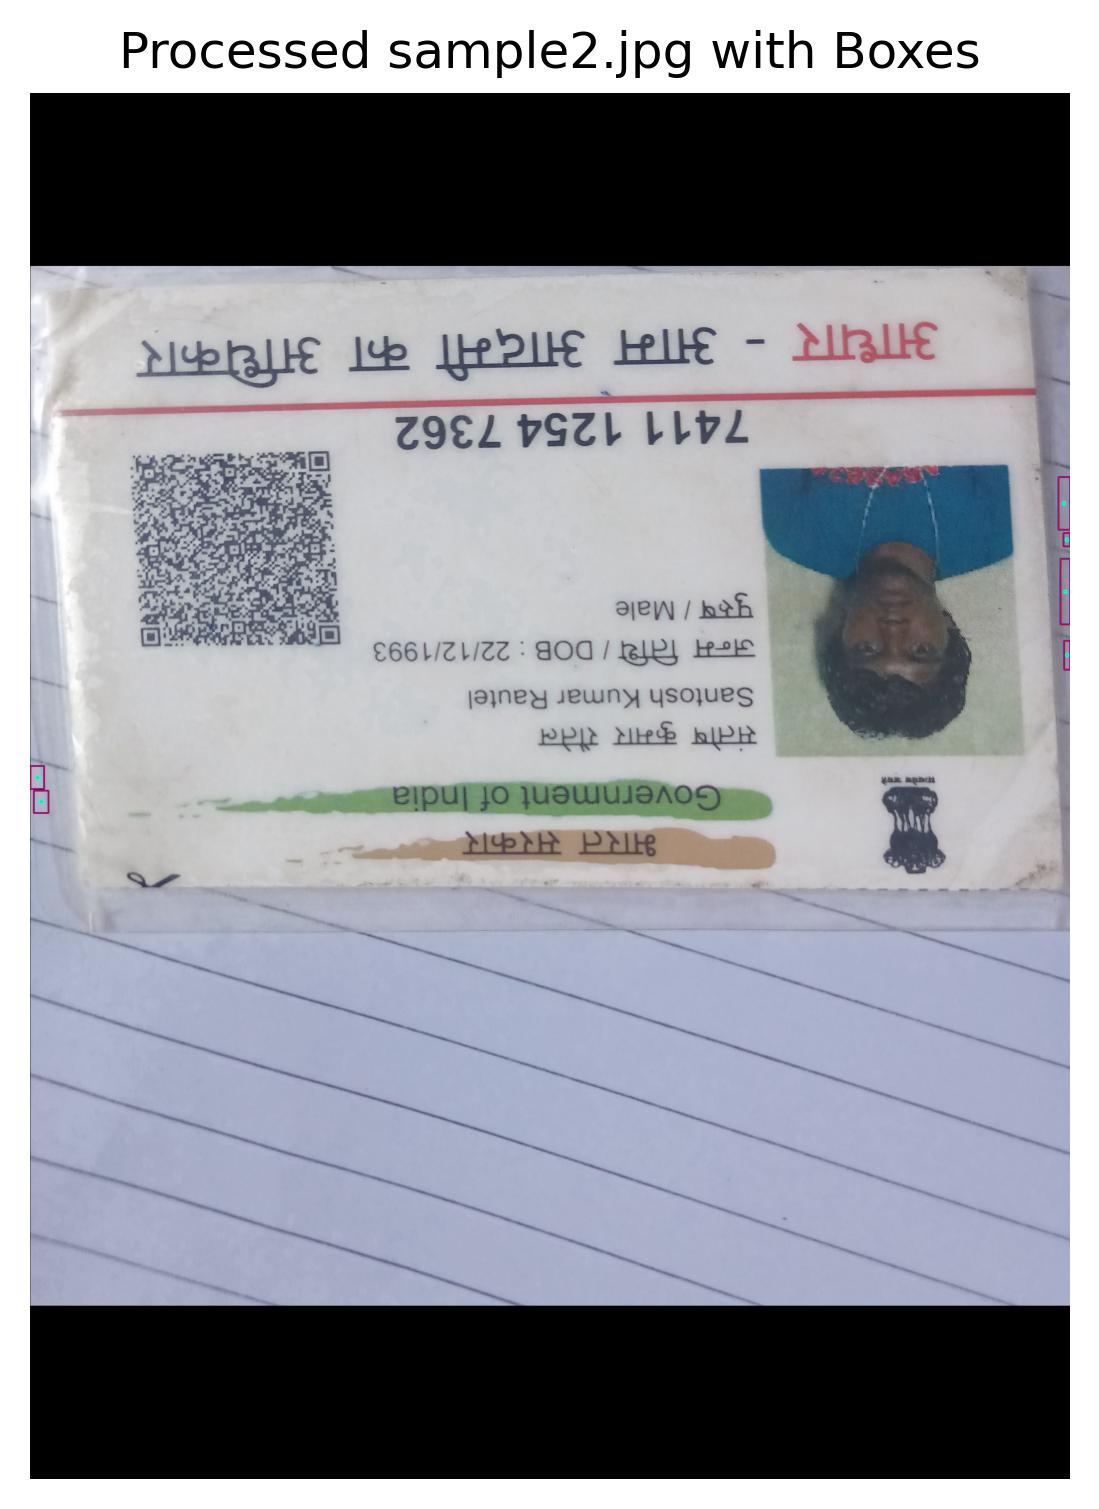 Processed sample2.jpg with Boxes
भारत सरकार
Government of India
संतोष कुमार रौतेल
Santosh Kumar Rautel
जन्म तिथि / DOB : 22/12/1993
पुरुष / Male
7411 1254 7362
आधार - आम आदमी का अधिकार